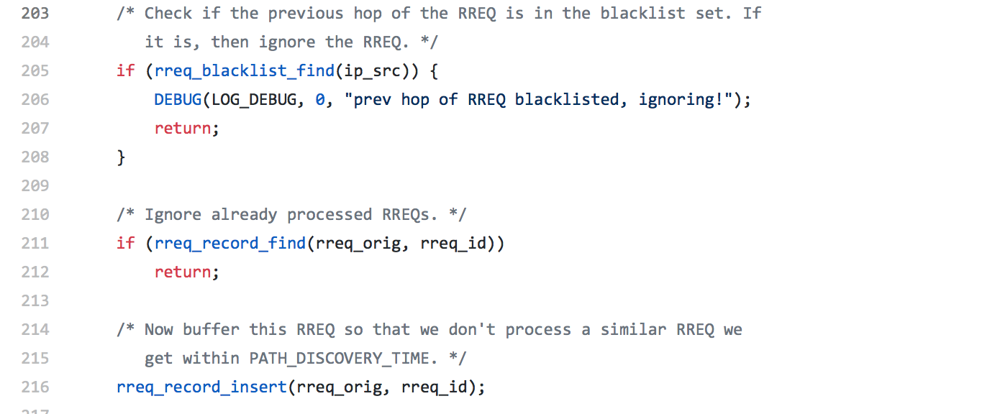 203 /* Check if the previous hop of the RREQ is in the blacklist set. If
204 it is, then ignore the RREQ. */
205 if (rreq_blacklist_find(ip_src)) {
206 DEBUG(LOG_DEBUG, 0, "prev hop of RREQ blacklisted, ignoring!");
207 return;
208 }
209
210 /* Ignore already processed RREQs. */
211 if (rreq_record_find(rreq_orig, rreq_id))
212 return;
213
214 /* Now buffer this RREQ so that we don't process a similar RREQ we
215 get within PATH_DISCOVERY_TIME. */
216 rreq_record_insert(rreq_orig, rreq_id);
217